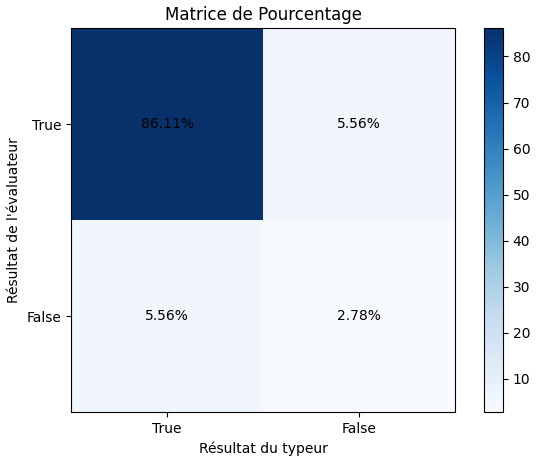 Matrice de Pourcentage
Résultat de l'évaluateur
True
86.11%
5.56%
False
5.56%
2.78%
True
False
Résultat du typeur
80
70
60
50
40
30
20
10